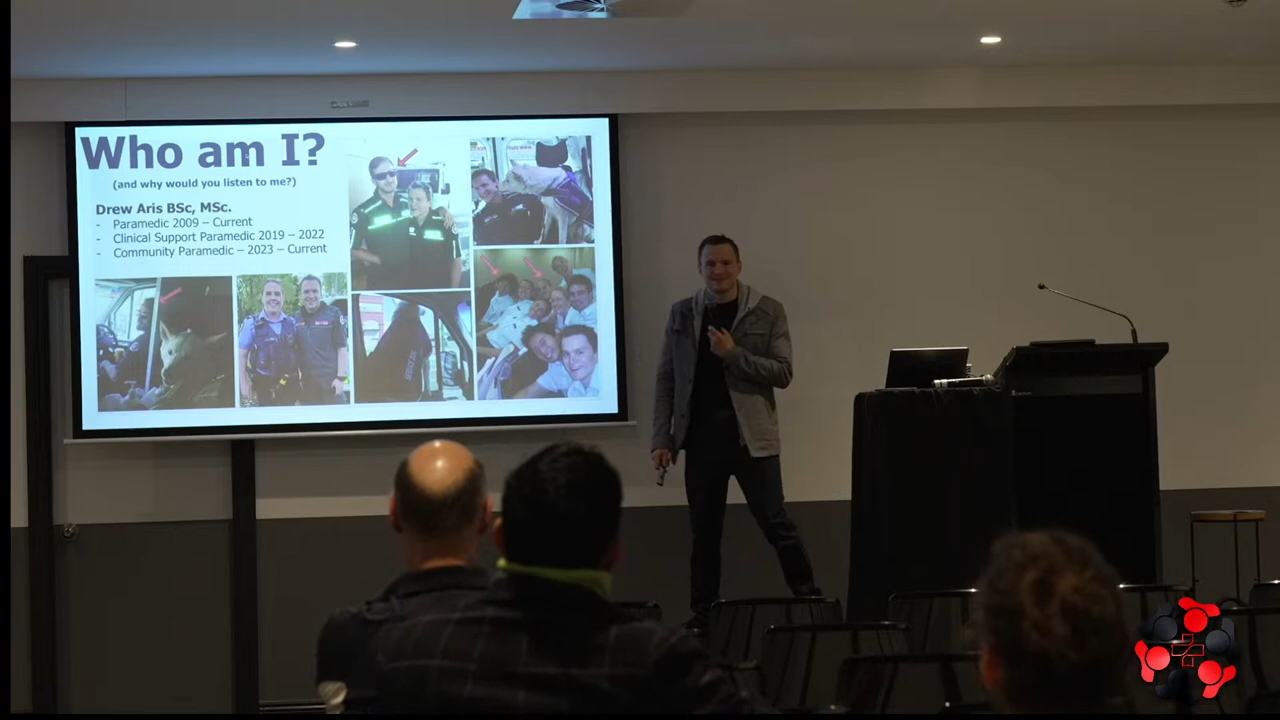 Who am I?
(and why would you listen to me?)
Drew Aris BSc, MSc.
- Paramedic 2009 – Current
- Clinical Support Paramedic 2019 – 2022
- Community Paramedic – 2023 – Current